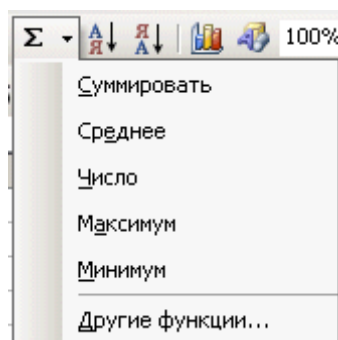 Σ А Я Я А 100%
Суммировать
Среднее
Число
Максимум
Минимум
Другие функции...